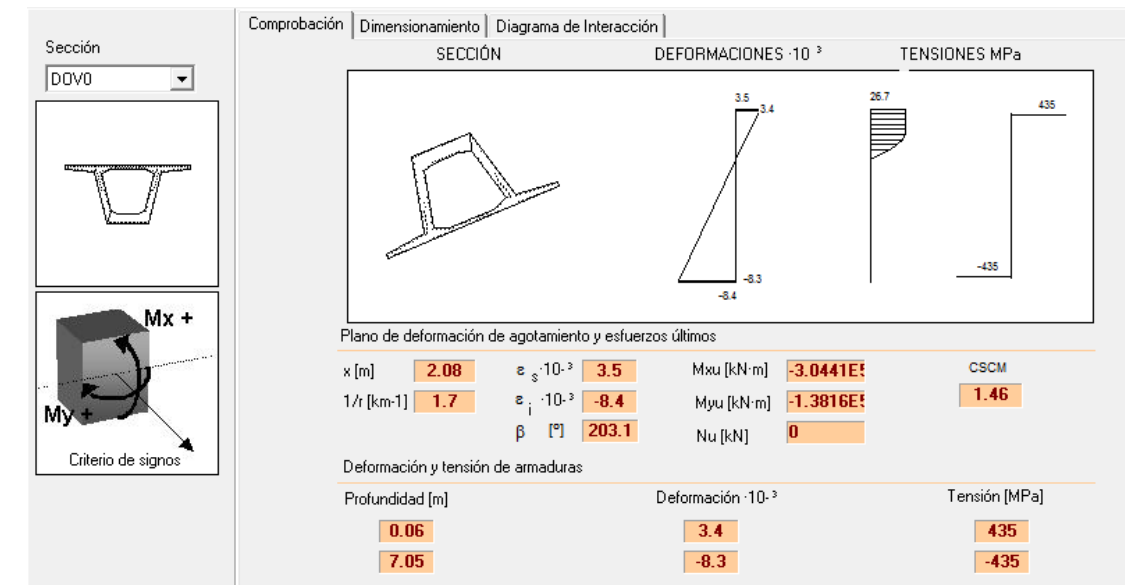 Comprobación Dimensionamiento Diagrama de Interacción
Sección
DOV0
SECCIÓN DEFORMACIONES ·10 ³ TENSIONES MPa
3.5
3.4
-8.3
-8.4
26.7
435
-435
Mx +
My +
Criterio de signos
Plano de deformación de agotamiento y esfuerzos últimos
x [m] 2.08 ε s ·10- ³ 3.5 Mxu [kN·m] -3.0441E5 CSCM
1/r [km-1] 1.7 ε i ·10- ³ -8.4 Myu [kN·m] -1.3816E5 1.46
β [º] 203.1 Nu [kN] 0
Deformación y tensión de armaduras
Profundidad [m] Deformación ·10- ³ Tensión [MPa]
0.06 3.4 435
7.05 -8.3 -435